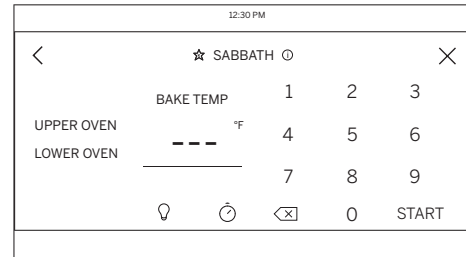 12:30 PM
SABBATH
BAKE TEMP
1 2 3
UPPER OVEN
--- °F
4 5 6
LOWER OVEN
7 8 9
0 START